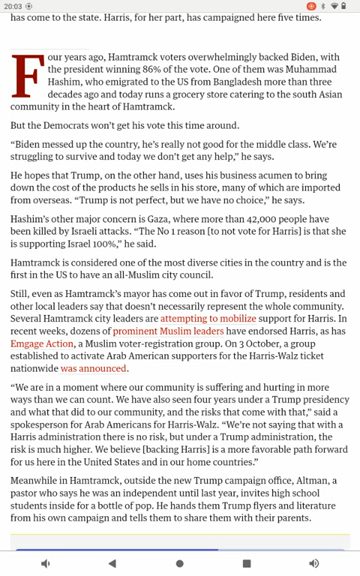 20:03
has come to the state. Harris, for her part, has campaigned here five times.
Four years ago, Hamtramck voters overwhelmingly backed Biden, with
the president winning 86% of the vote. One of them was Muhammad
Hashim, who emigrated to the US from Bangladesh more than three
decades ago and today runs a grocery store catering to the south Asian
community in the heart of Hamtramck.
But the Democrats won't get his vote this time around.
“Biden messed up the country, he's really not good for the middle class. We're
struggling to survive and today we don't get any help,” he says.
He hopes that Trump, on the other hand, uses his business acumen to bring
down the cost of the products he sells in his store, many of which are imported
from overseas. “Trump is not perfect, but we have no choice,” he says.
Hashim's other major concern is Gaza, where more than 42,000 people have
been killed by Israeli attacks. “The No 1 reason [to not vote for Harris] is that she
is supporting Israel 100%,” he said.
Hamtramck is considered one of the most diverse cities in the country and is the
first in the US to have an all-Muslim city council.
Still, even as Hamtramck's mayor has come out in favor of Trump, residents and
other local leaders say that doesn't necessarily represent the whole community.
Several Hamtramck city leaders are attempting to mobilize support for Harris. In
recent weeks, dozens of prominent Muslim leaders have endorsed Harris, as has
Emgage Action, a Muslim voter-registration group. On 3 October, a group
established to activate Arab American supporters for the Harris-Walz ticket
nationwide was announced.
“We are in a moment where our community is suffering and hurting in more
ways than we can count. We have also seen four years under a Trump presidency
and what that did to our community, and the risks that come with that,” said a
spokesperson for Arab Americans for Harris-Walz. “We're not saying that with a
Harris administration there is no risk, but under a Trump administration, the
risk is much higher. We believe [backing Harris] is a more favorable path forward
for us here in the United States and in our home countries.”
Meanwhile in Hamtramck, outside the new Trump campaign office, Altman, a
pastor who says he was an independent until last year, invites high school
students inside for a bottle of pop. He hands them Trump flyers and literature
from his own campaign and tells them to share them with their parents.